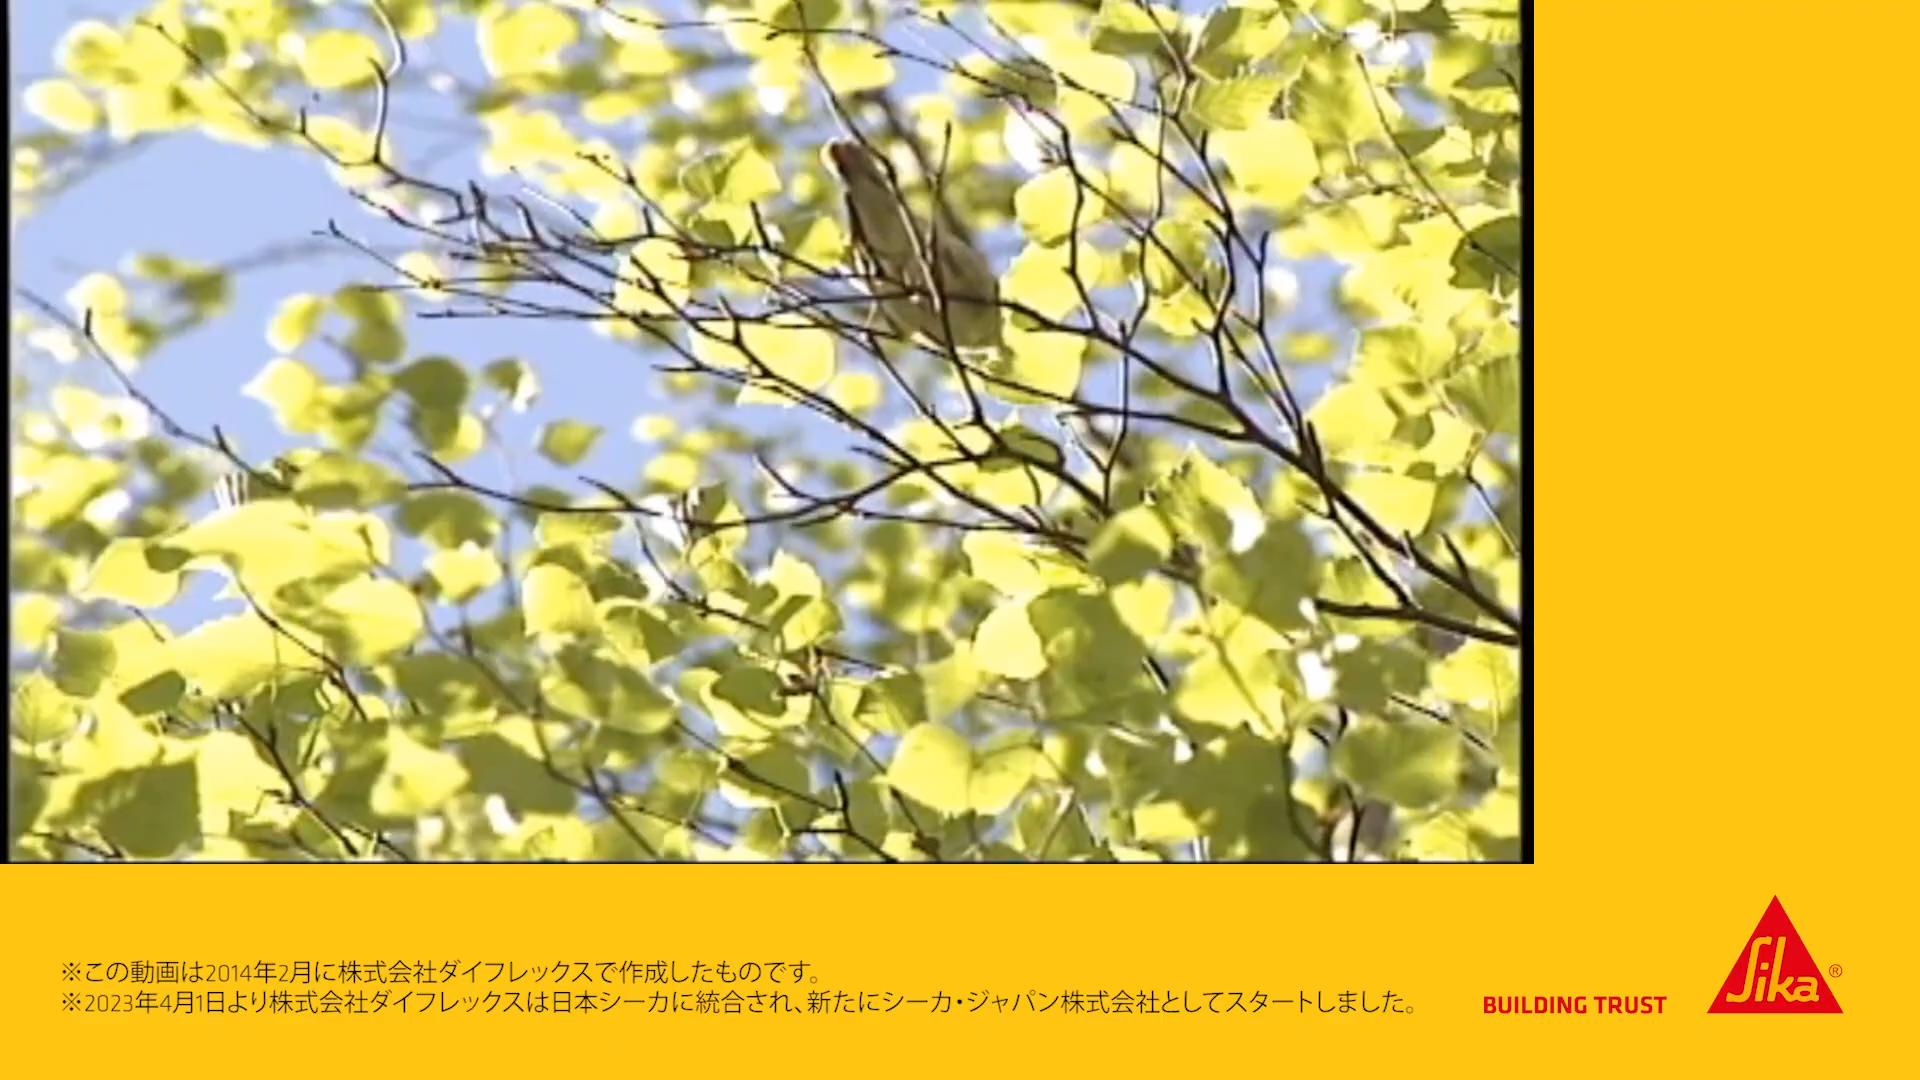 ※この動画は2014年2月に株式会社ダイフレックスで作成したものです。
※2023年4月1日より株式会社ダイフレックスは日本シーカに統合され、新たにシーカ・ジャパン株式会社としてスタートしました。
BUILDING TRUST
Sika®